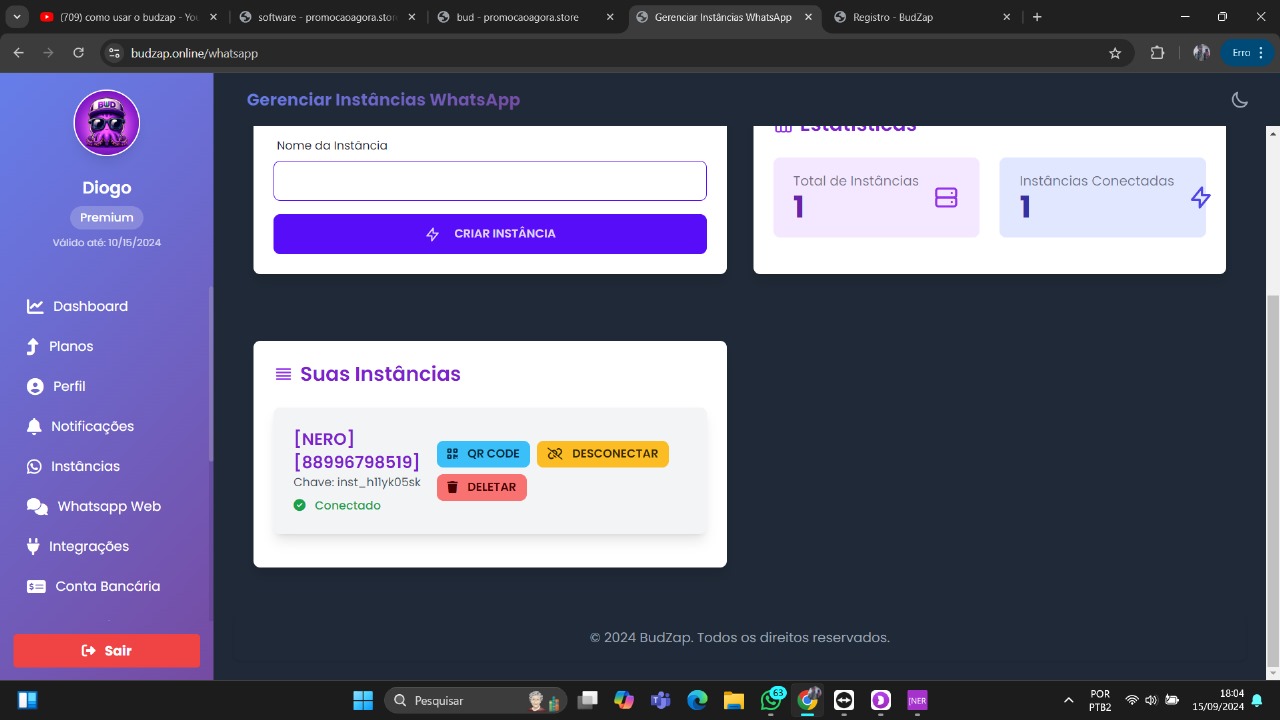 (709) como usar o budzap - You
software - promocaoagora.store
bud - promocaoagora.store
Gerenciar Instâncias WhatsApp
Registro - BudZap
budzap.online/whatsapp
Erro
BUD
Diogo
Premium
Válido até: 10/15/2024
Dashboard
Planos
Perfil
Notificações
Instâncias
Whatsapp Web
Integrações
Conta Bancária
Sair
Gerenciar Instâncias WhatsApp
Nome da Instância
CRIAR INSTÂNCIA
Estatísticas
Total de Instâncias
1
Instâncias Conectadas
1
Suas Instâncias
[NERO]
[88996798519]
Chave: inst_h11yk05sk
Conectado
QR CODE
DESCONECTAR
DELETAR
© 2024 BudZap. Todos os direitos reservados.
Pesquisar
63
[NER
POR
PTB2
18:04
15/09/2024